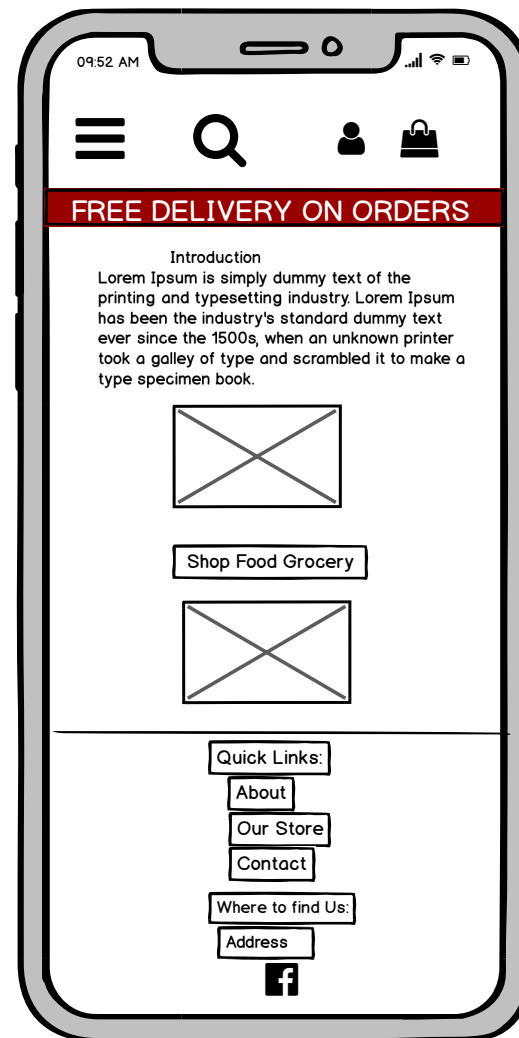 09:52 AM
FREE DELIVERY ON ORDERS
Introduction
Lorem Ipsum is simply dummy text of the
printing and typesetting industry. Lorem Ipsum
has been the industry's standard dummy text
ever since the 1500s, when an unknown printer
took a galley of type and scrambled it to make a
type specimen book.
Shop Food Grocery
Quick Links:
About
Our Store
Contact
Where to find Us:
Address